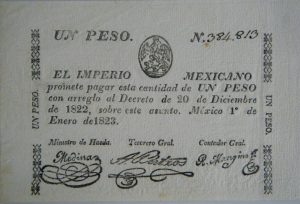 UN PESO. N. 384.813
EL IMPERIO MEXICANO
promete pagar esta cantidad de UN PESO
con arreglo al Decreto de 20 de Diciembre
de 1822, sobre este asunto. México 1º de
Enero de 1823.
Ministro de Hacda. Tesorero Gral. Contador Gral.
Medina
UN PESO.
UN PESO.